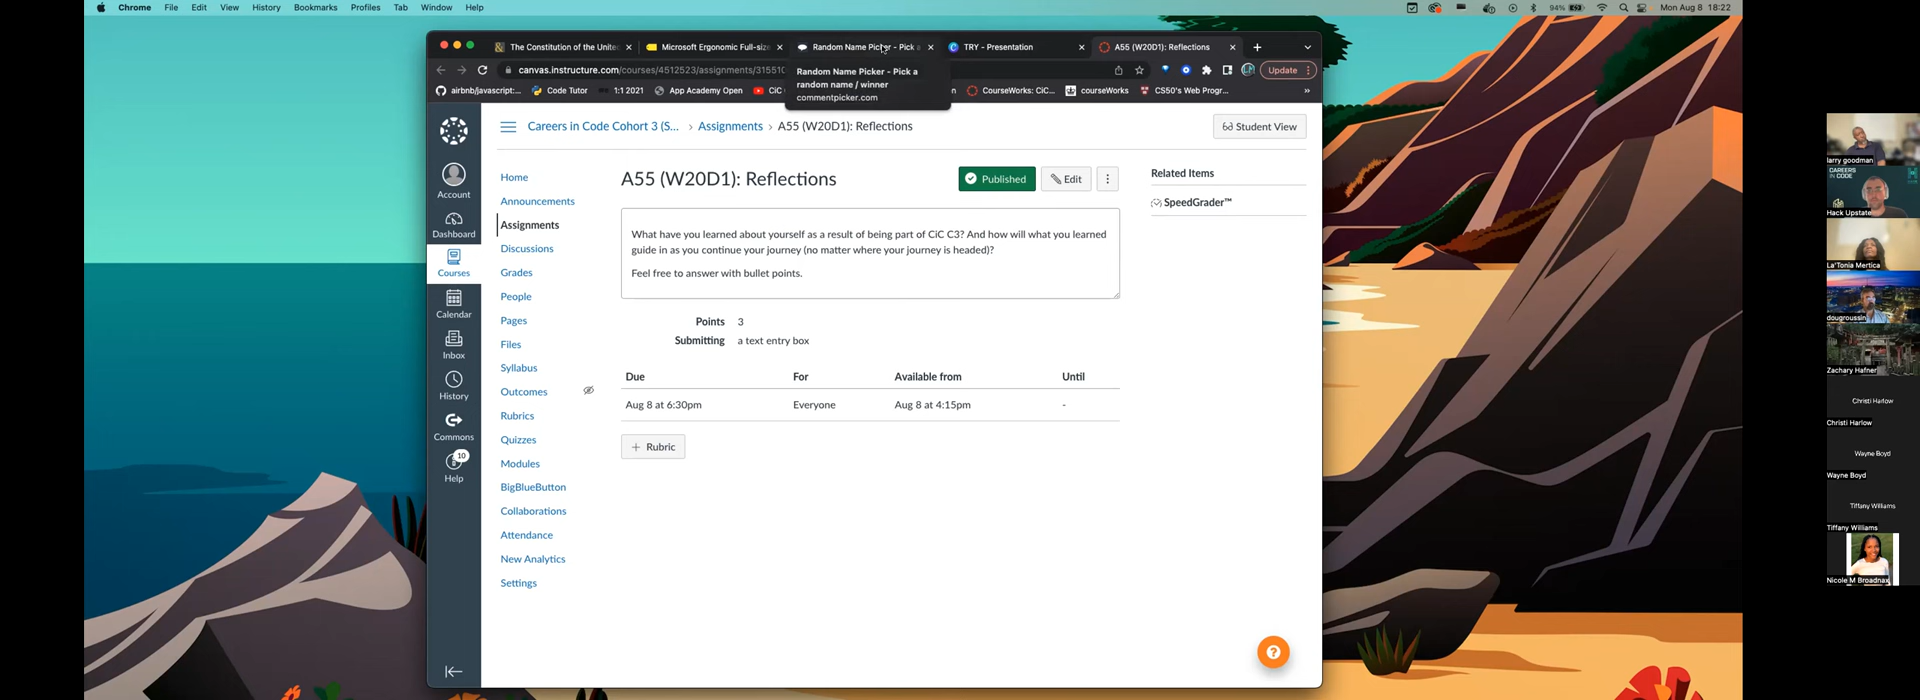 Chrome File Edit View History Bookmarks Profiles Tab Window Help
94% Mon Aug 8 18:22
The Constitution of the Unite
Microsoft Ergonomic Full-size
Random Name Picker - Pick a
TRY - Presentation
A55 (W20D1): Reflections
canvas.instructure.com/courses/4512523/assignments/315510
Update
Random Name Picker - Pick a
random name / winner
commentpicker.com
airbnb/javascript:...
Code Tutor
1:1 2021
App Academy Open
CiC
CourseWorks: CiC...
courseWorks
CS50's Web Progr...
»
Careers in Code Cohort 3 (S... › Assignments › A55 (W20D1): Reflections
Student View
Account
Dashboard
Courses
Calendar
Inbox
History
Commons
10
Help
Home
Announcements
Assignments
Discussions
Grades
People
Pages
Files
Syllabus
Outcomes
Rubrics
Quizzes
Modules
BigBlueButton
Collaborations
Attendance
New Analytics
Settings
A55 (W20D1): Reflections
Published
Edit
What have you learned about yourself as a result of being part of CiC C3? And how will what you learned
guide in as you continue your journey (no matter where your journey is headed)?
Feel free to answer with bullet points.
Points 3
Submitting a text entry box
Due For Available from Until
Aug 8 at 6:30pm Everyone Aug 8 at 4:15pm -
+ Rubric
Related Items
SpeedGrader™
?
larry goodman
CAREERS
IN CODE
Hack Upstate
La'Tonia Mertica
dougroussin
Zachary Hafner
Christi Harlow
Christi Harlow
Wayne Boyd
Wayne Boyd
Tiffany Williams
Tiffany Williams
Nicole M Broadnax